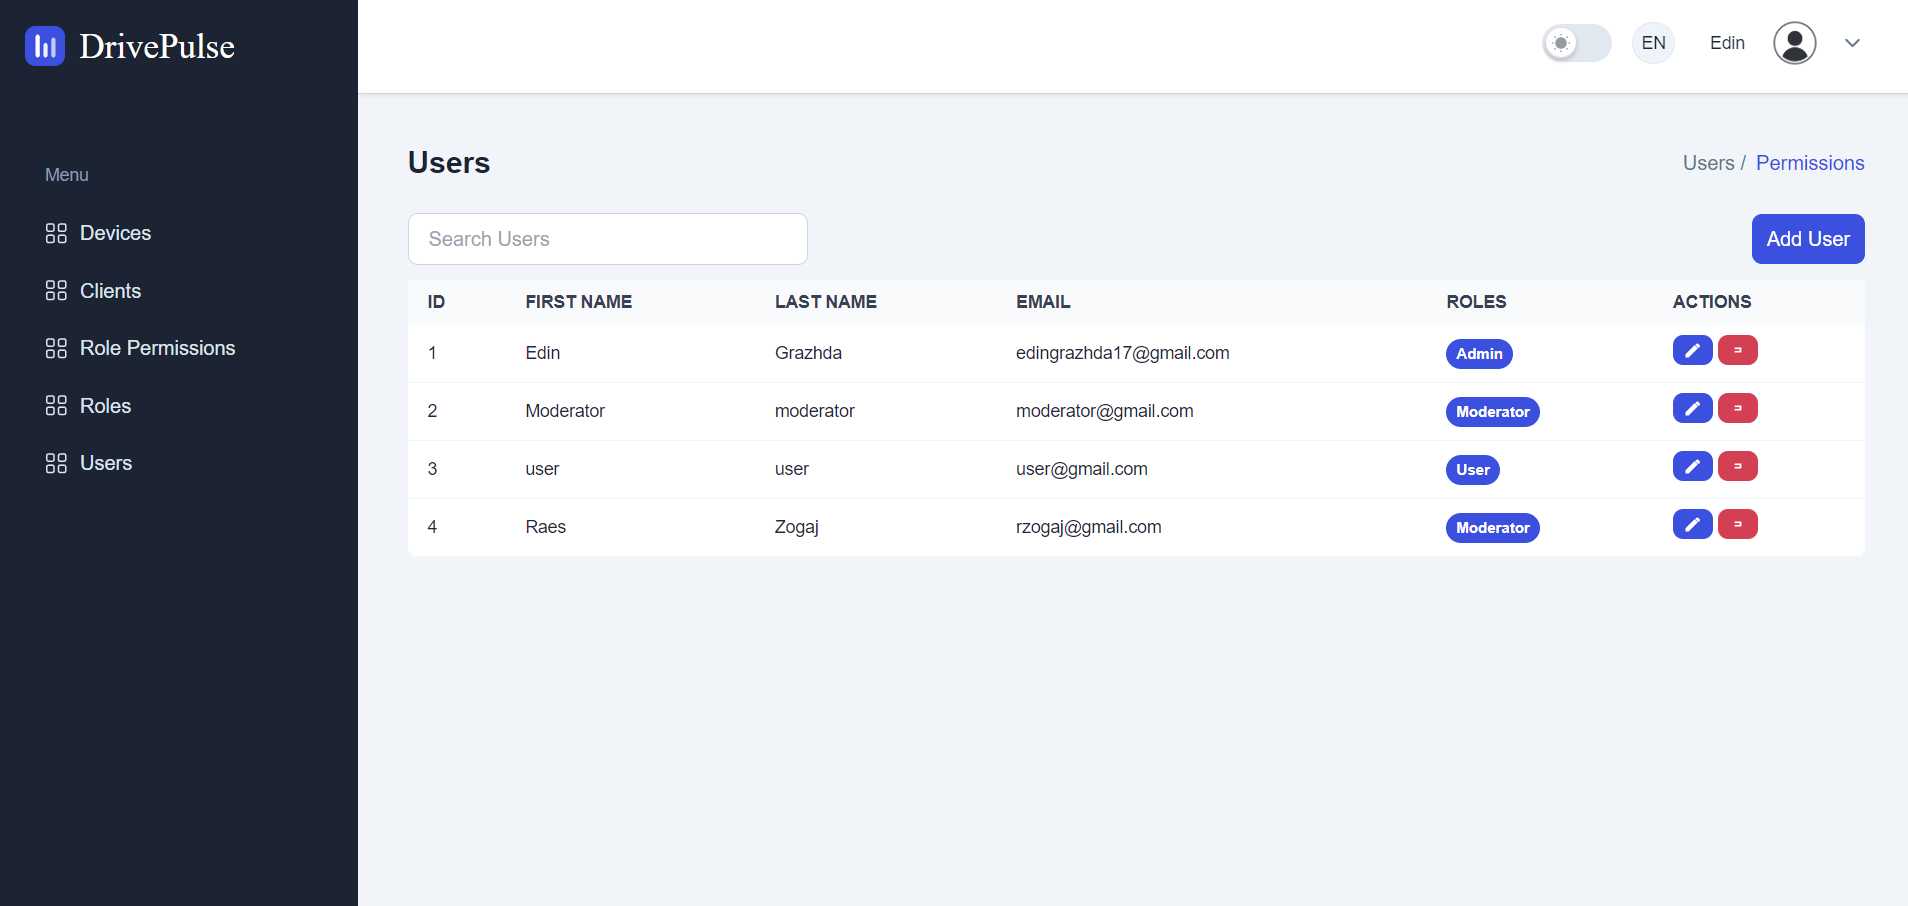 DrivePulse
EN
Edin
Menu
Devices
Clients
Role Permissions
Roles
Users
Users
Users / Permissions
Search Users
Add User
ID FIRST NAME LAST NAME EMAIL ROLES ACTIONS
1 Edin Grazhda edingrazhda17@gmail.com Admin
2 Moderator moderator moderator@gmail.com Moderator
3 user user user@gmail.com User
4 Raes Zogaj rzogaj@gmail.com Moderator